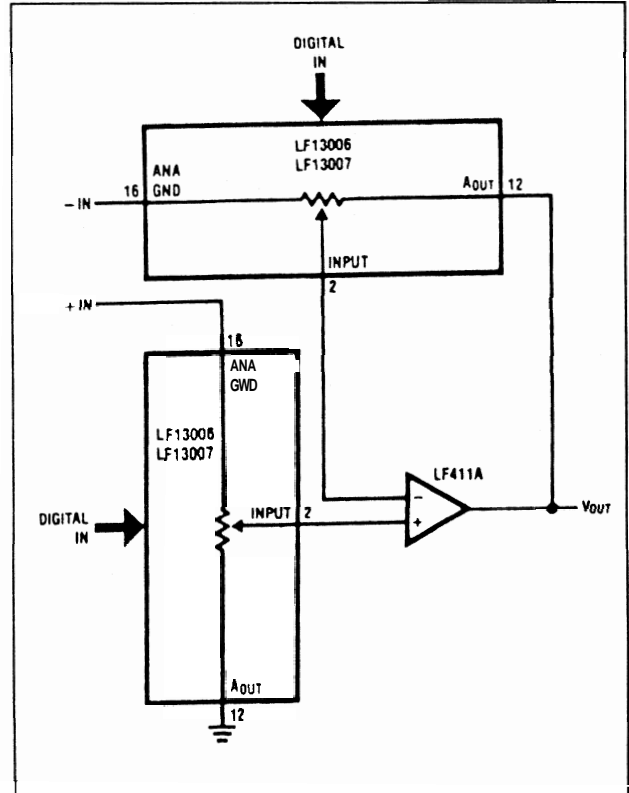 DIGITAL
IN
LF13006
LF13007
ANA
GND
16
- IN
AOUT
12
INPUT
2
+ IN
16
ANA
GWD
LF13006
LF13007
DIGITAL
IN
INPUT
2
LF411A
-
+
VOUT
AOUT
12